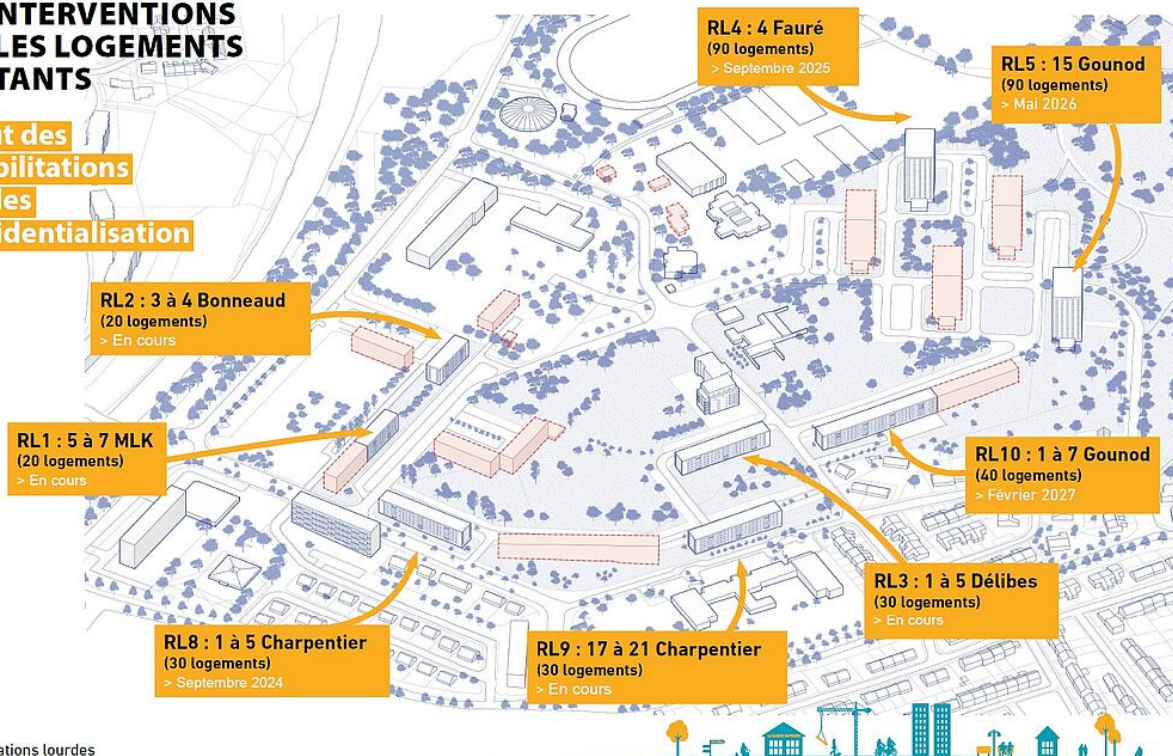 NTERVENTIONS
LES LOGEMENTS
TANTS
ut des
bilitations
les
identialisation
RL4 : 4 Fauré
(90 logements)
> Septembre 2025
RL5 : 15 Gounod
(90 logements)
> Mai 2026
RL2 : 3 à 4 Bonneaud
(20 logements)
> En cours
RL1 : 5 à 7 MLK
(20 logements)
> En cours
RL10 : 1 à 7 Gounod
(40 logements)
> Février 2027
RL3 : 1 à 5 Délibes
(30 logements)
> En cours
RL8 : 1 à 5 Charpentier
(30 logements)
> Septembre 2024
RL9 : 17 à 21 Charpentier
(30 logements)
> En cours
ations lourdes